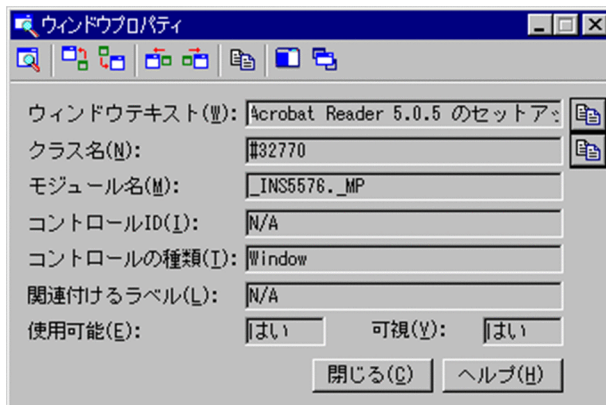 ウィンドウプロパティ
ウィンドウテキスト(W): Acrobat Reader 5.0.5 のセットアッ
クラス名(N): #32770
モジュール名(M): _INS5576._MP
コントロールID(I): N/A
コントロールの種類(T): Window
関連付けるラベル(L): N/A
使用可能(E): はい 可視(V): はい
閉じる(C) ヘルプ(H)